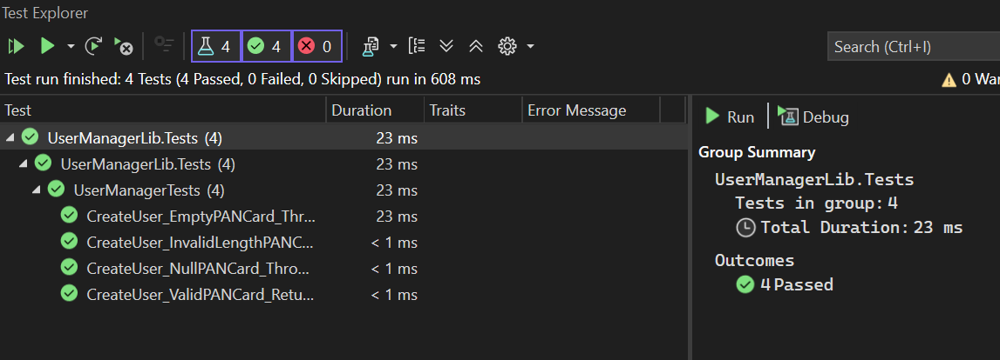 Test Explorer
4 4 0
Search (Ctrl+I)
Test run finished: 4 Tests (4 Passed, 0 Failed, 0 Skipped) run in 608 ms
0 War
Test Duration Traits Error Message
UserManagerLib.Tests (4) 23 ms
UserManagerLib.Tests (4) 23 ms
UserManagerTests (4) 23 ms
CreateUser_EmptyPANCard_Thr... 23 ms
CreateUser_InvalidLengthPANC... < 1 ms
CreateUser_NullPANCard_Thro... < 1 ms
CreateUser_ValidPANCard_Retu... < 1 ms
Run Debug
Group Summary
UserManagerLib.Tests
Tests in group: 4
Total Duration: 23 ms
Outcomes
4 Passed